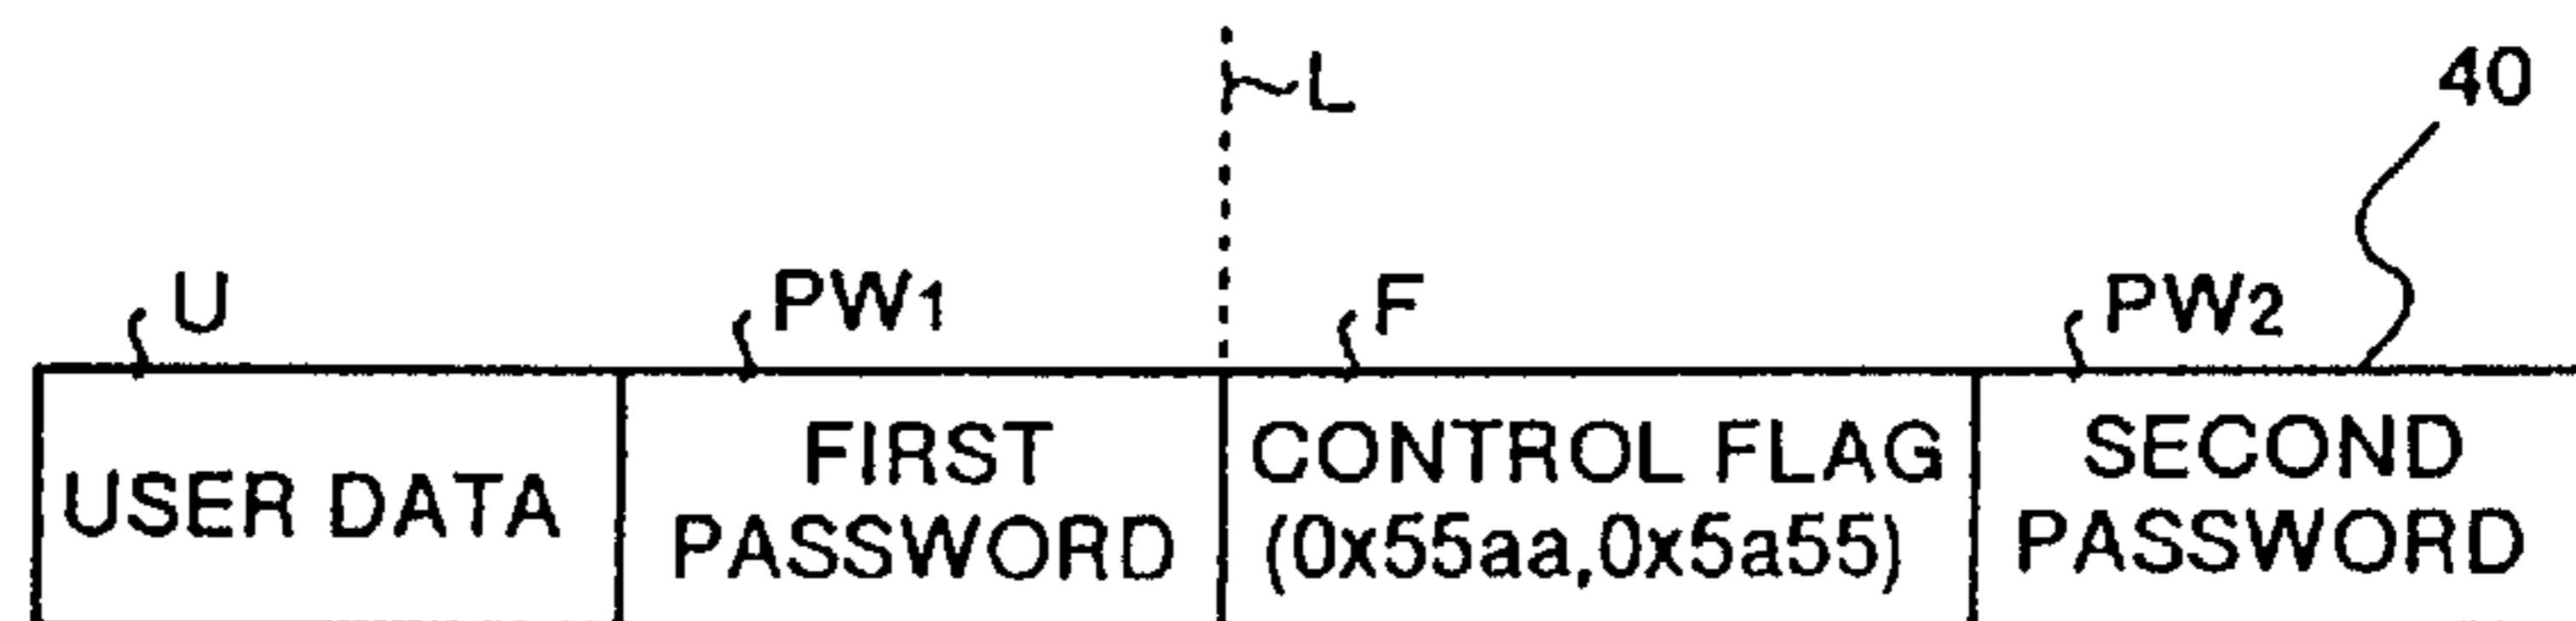 L
40
U
PW1
F
PW2
USER DATA
FIRST
PASSWORD
CONTROL FLAG
(0x55aa,0x5a55)
SECOND
PASSWORD